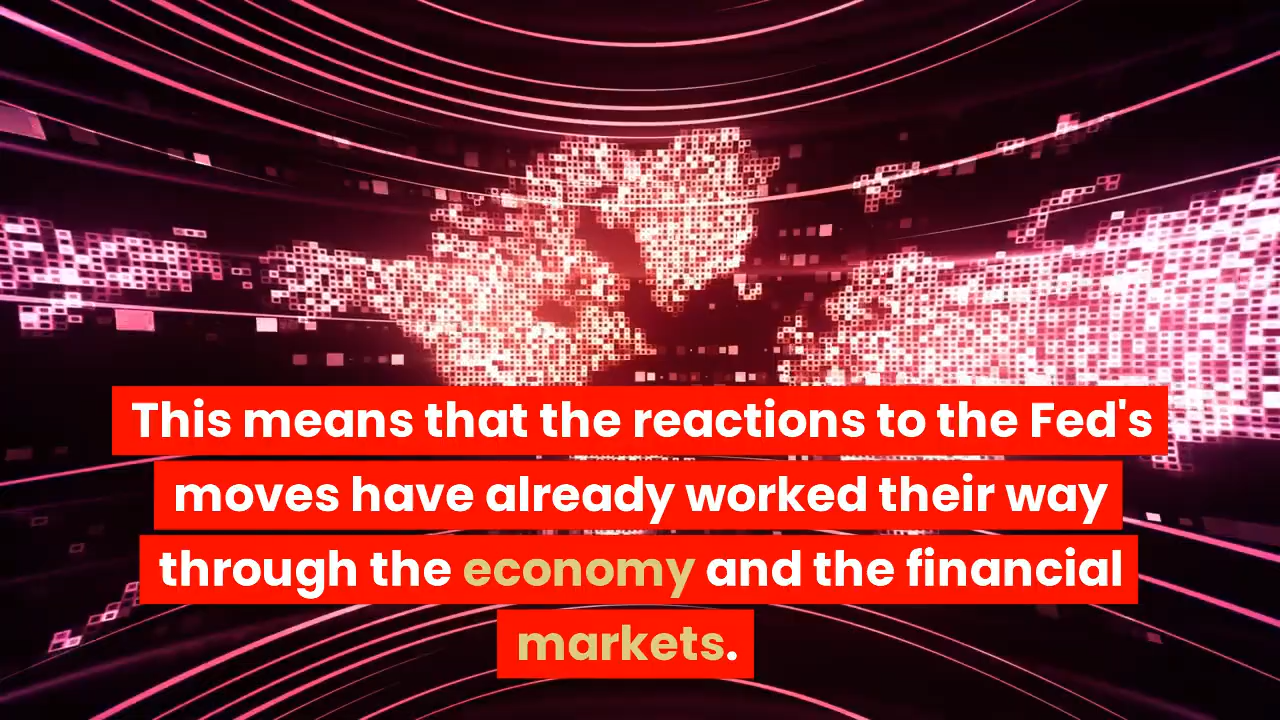 This means that the reactions to the Fed's
moves have already worked their way
through the economy and the financial
markets.